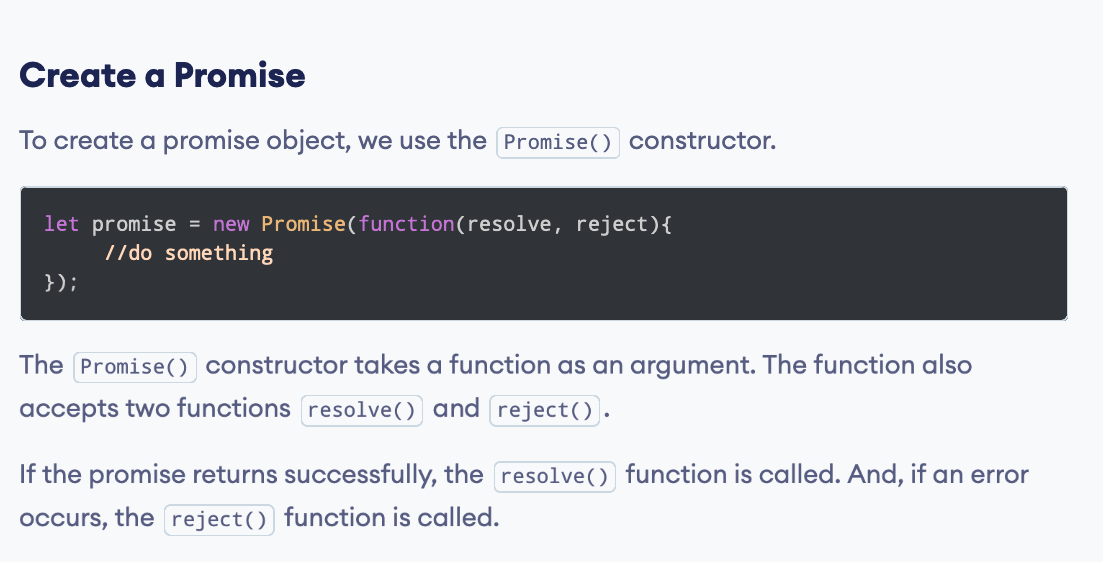 Create a Promise
To create a promise object, we use the Promise() constructor.
let promise = new Promise(function(resolve, reject){
     //do something
});
The Promise() constructor takes a function as an argument. The function also
accepts two functions resolve() and reject().
If the promise returns successfully, the resolve() function is called. And, if an error
occurs, the reject() function is called.